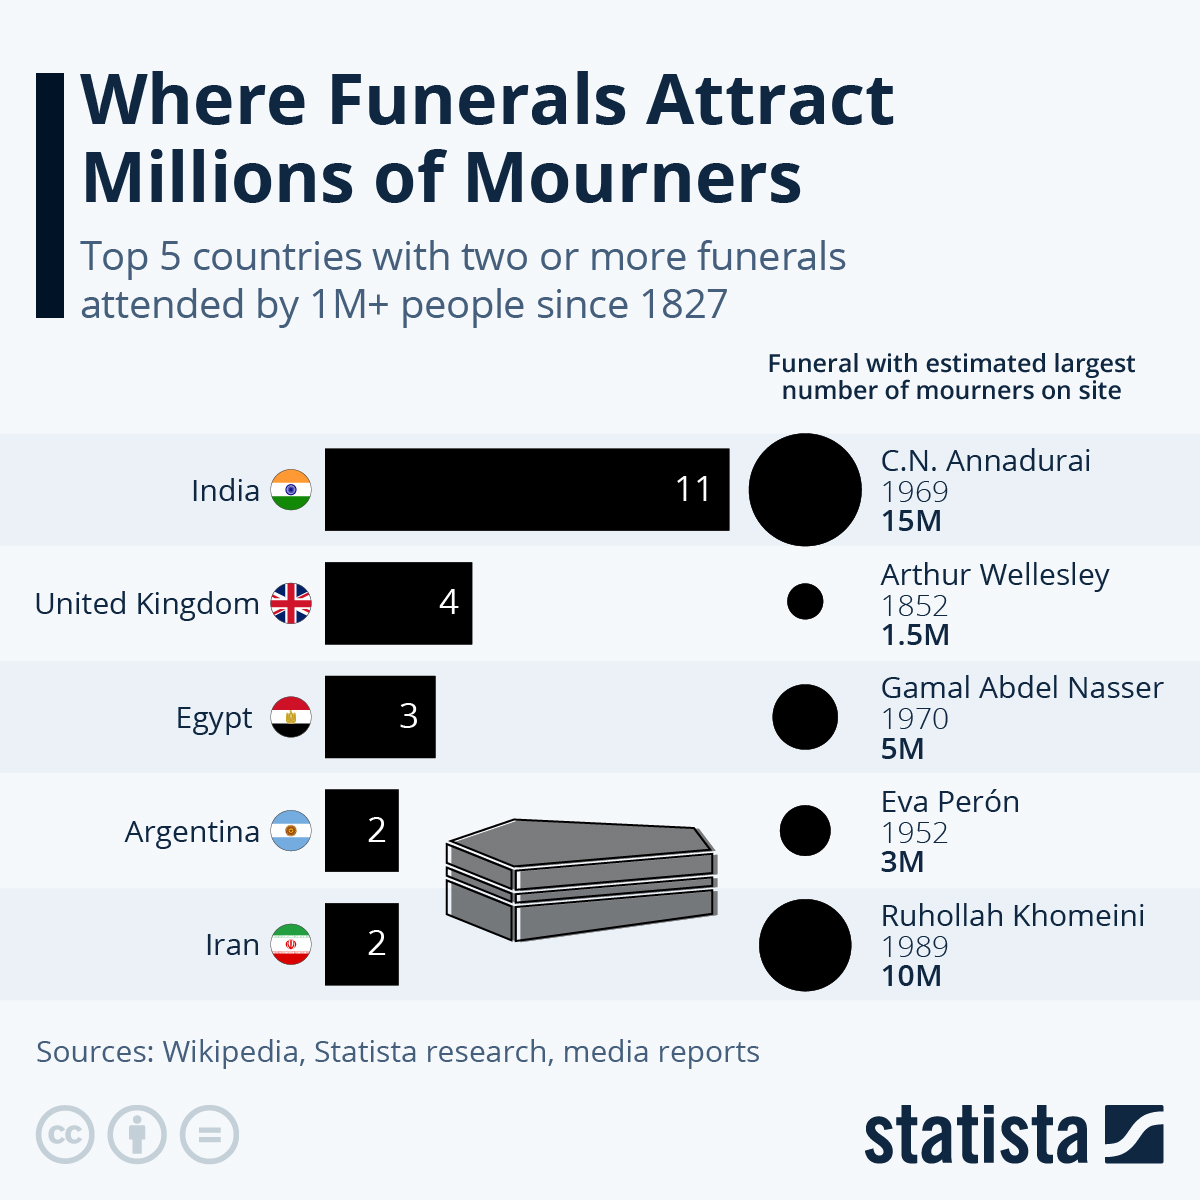 Where Funerals Attract
Millions of Mourners
Top 5 countries with two or more funerals
attended by 1M+ people since 1827
Funeral with estimated largest
number of mourners on site
India
11
C.N. Annadurai
1969
15M
United Kingdom
4
Arthur Wellesley
1852
1.5M
Egypt
3
Gamal Abdel Nasser
1970
5M
Argentina
2
Eva Perón
1952
3M
Iran
2
Ruhollah Khomeini
1989
10M
Sources: Wikipedia, Statista research, media reports
cc
statista